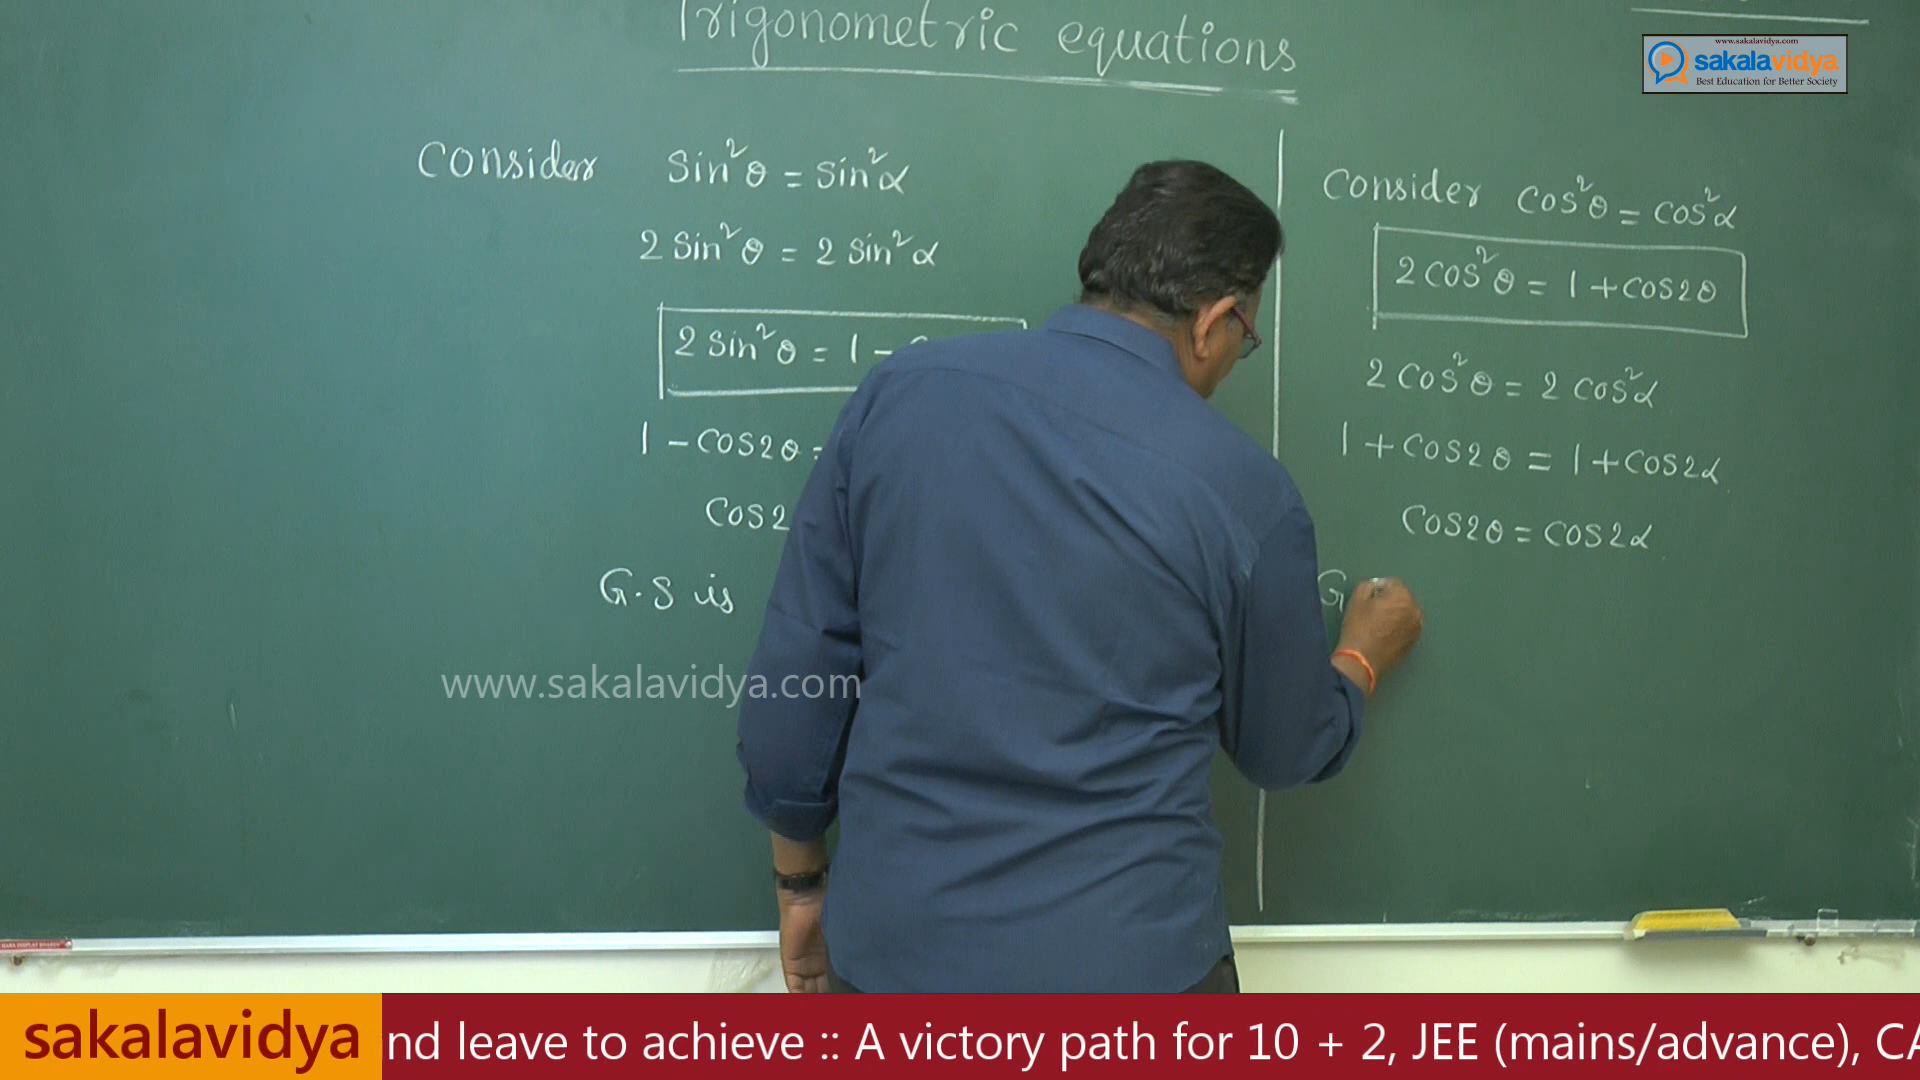 Trigonometric equations
www.sakalavidya.com
sakalavidya
Best Education for Better Society
Consider Sin²θ = Sin²α
2 Sin²θ = 2 Sin²α
2 Sin²θ = 1 -
1 - COS2θ =
COS2
G.S is
Consider COS²θ = COS²α
2 COS²θ = 1 + COS2θ
2 COS²θ = 2 COS²α
1 + COS2θ = 1 + COS2α
COS2θ = COS2α
G
www.sakalavidya.com
sakalavidya nd leave to achieve :: A victory path for 10 + 2, JEE (mains/advance), CA